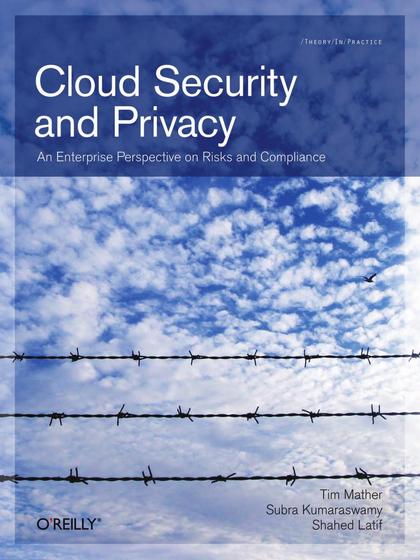 /THEORY/IN/PRACTICE
Cloud Security
and Privacy
An Enterprise Perspective on Risks and Compliance
Tim Mather
Subra Kumaraswamy
Shahed Latif
O'REILLY®